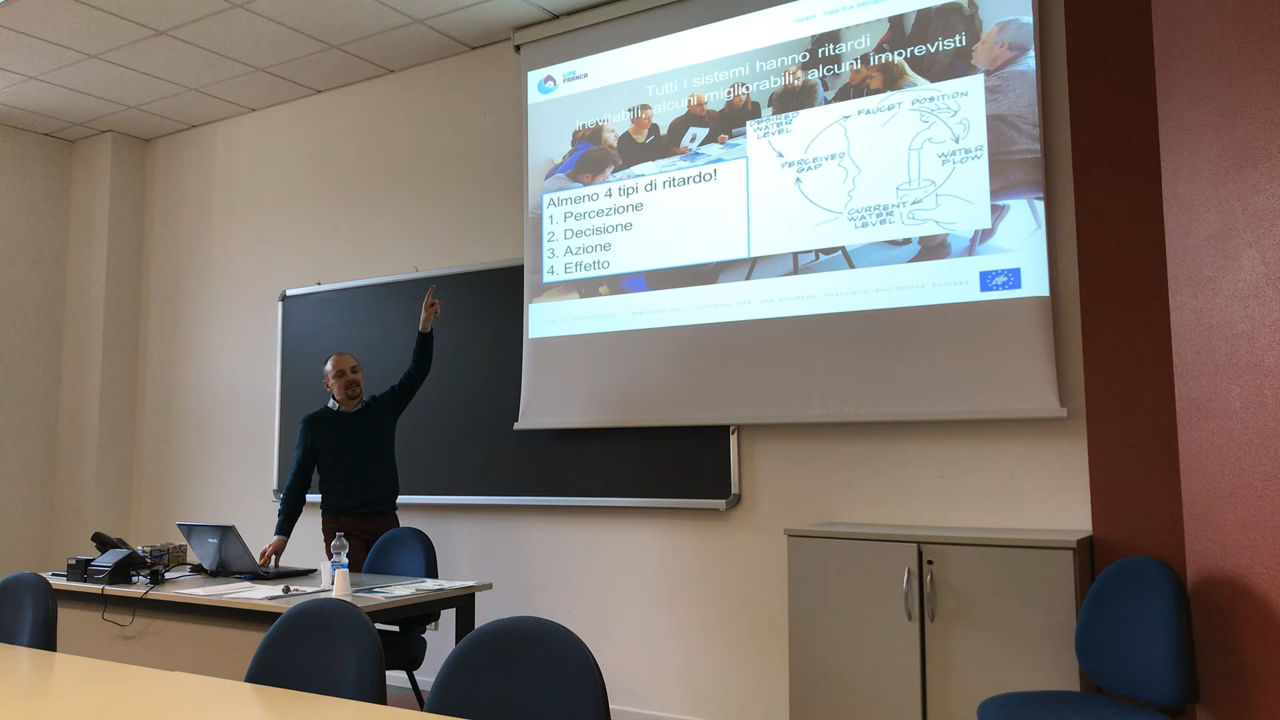 LIFE
FRANCA
Tutti i sistemi hanno ritardi
Inevitabili, alcuni migliorabili, alcuni imprevisti
Almeno 4 tipi di ritardo!
1. Percezione
2. Decisione
3. Azione
4. Effetto
DESIRED
WATER
LEVEL
FAUCET POSITION
PERCEIVED
GAP
WATER
FLOW
CURRENT
WATER
LEVEL